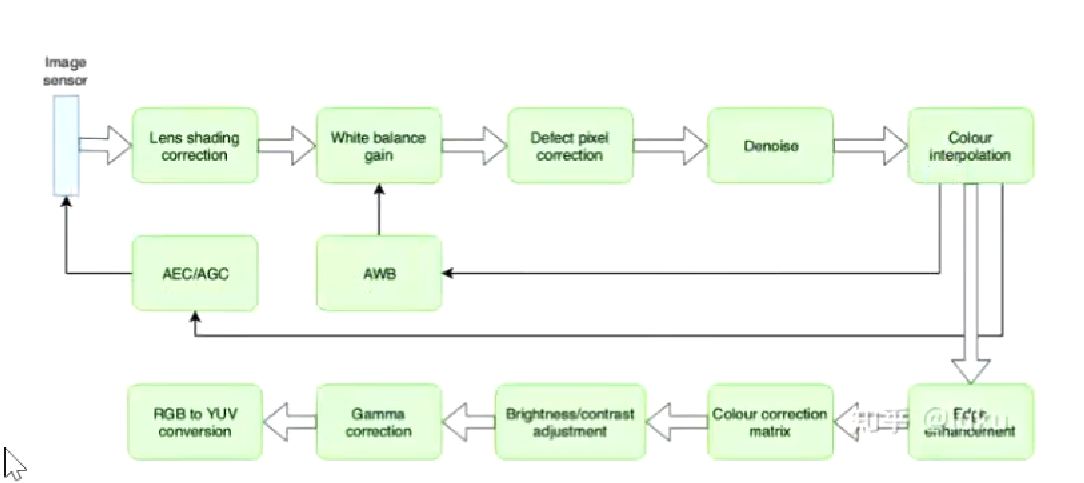 Image
sensor
Lens shading
correction
White balance
gain
Defect pixel
correction
Denoise
Colour
interpolation
AEC/AGC
AWB
RGB to YUV
conversion
Gamma
correction
Brightness/contrast
adjustment
Colour correction
matrix
Edge
enhancement
知乎